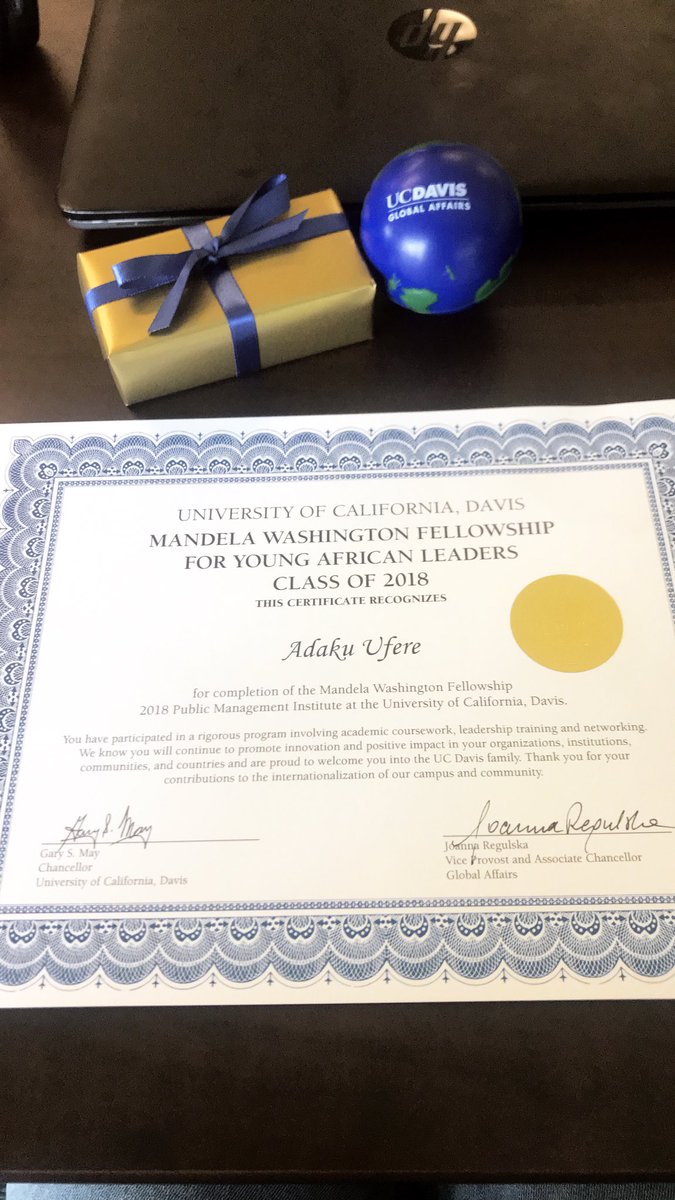 hp
UCDAVIS
GLOBAL AFFAIRS
UNIVERSITY OF CALIFORNIA, DAVIS
MANDELA WASHINGTON FELLOWSHIP
FOR YOUNG AFRICAN LEADERS
CLASS OF 2018
THIS CERTIFICATE RECOGNIZES
Adaku Ufere
for completion of the Mandela Washington Fellowship
2018 Public Management Institute at the University of California, Davis.
You have participated in a rigorous program involving academic coursework, leadership training and networking.
We know you will continue to promote innovation and positive impact in your organizations, institutions,
communities, and countries and are proud to welcome you into the UC Davis family. Thank you for your
contributions to the internationalization of our campus and community.
Gary S. May
Joanna Regulska
Gary S. May
Chancellor
University of California, Davis
Joanna Regulska
Vice Provost and Associate Chancellor
Global Affairs